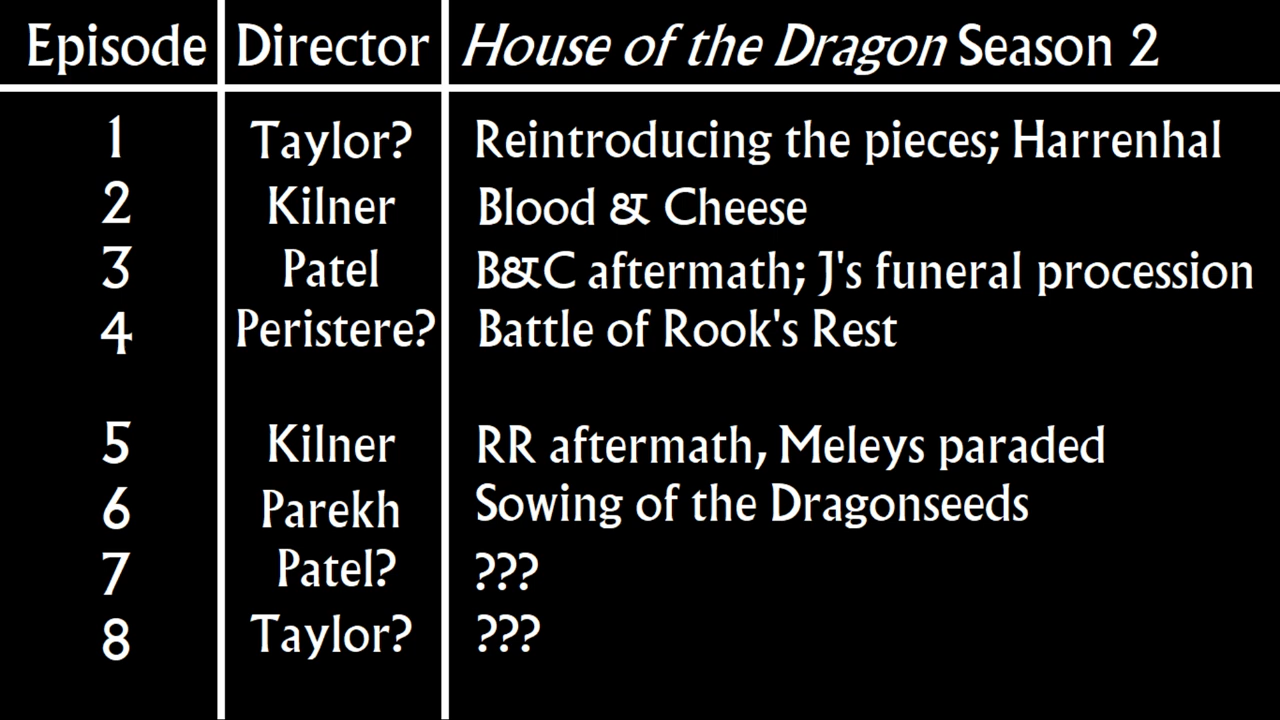 Episode Director House of the Dragon Season 2
1 Taylor? Reintroducing the pieces; Harrenhal
2 Kilner Blood & Cheese
3 Patel B&C aftermath; J's funeral procession
4 Peristere? Battle of Rook's Rest
5 Kilner RR aftermath, Meleys paraded
6 Parekh Sowing of the Dragonseeds
7 Patel? ???
8 Taylor? ???